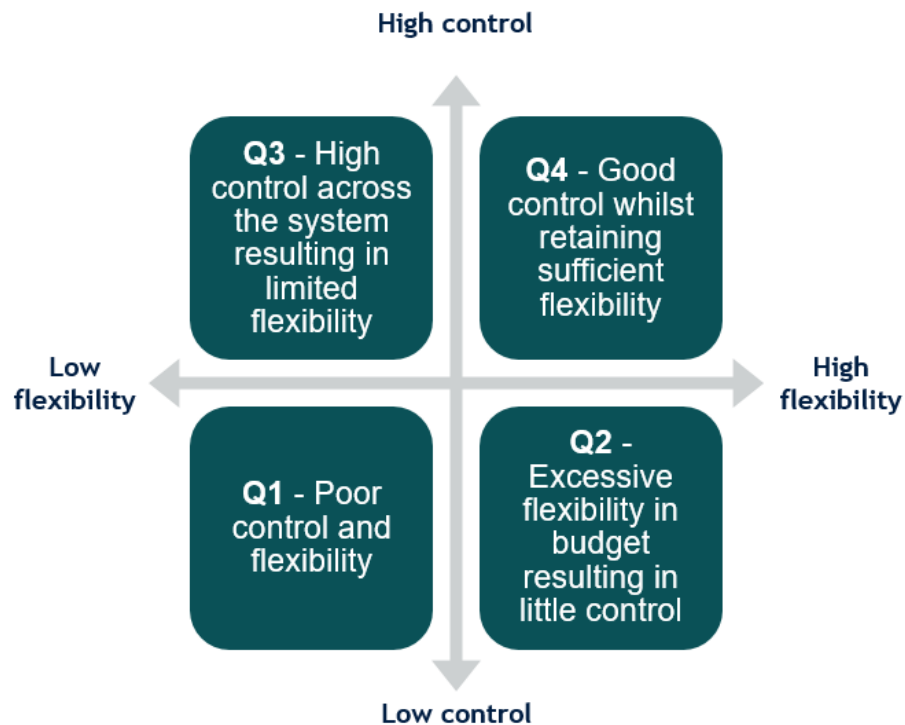 High control
Q3 - High
control across
the system
resulting in
limited
flexibility
Q4 - Good
control whilst
retaining
sufficient
flexibility
Low
flexibility
High
flexibility
Q1 - Poor
control and
flexibility
Q2 -
Excessive
flexibility in
budget
resulting in
little control
Low control